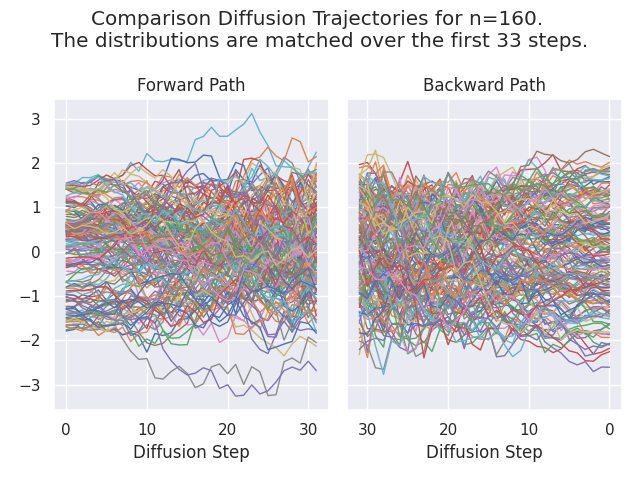 Comparison Diffusion Trajectories for n=160.
The distributions are matched over the first 33 steps.
Forward Path
Backward Path
3
2
1
0
−1
−2
−3
0 10 20 30
30 20 10 0
Diffusion Step
Diffusion Step